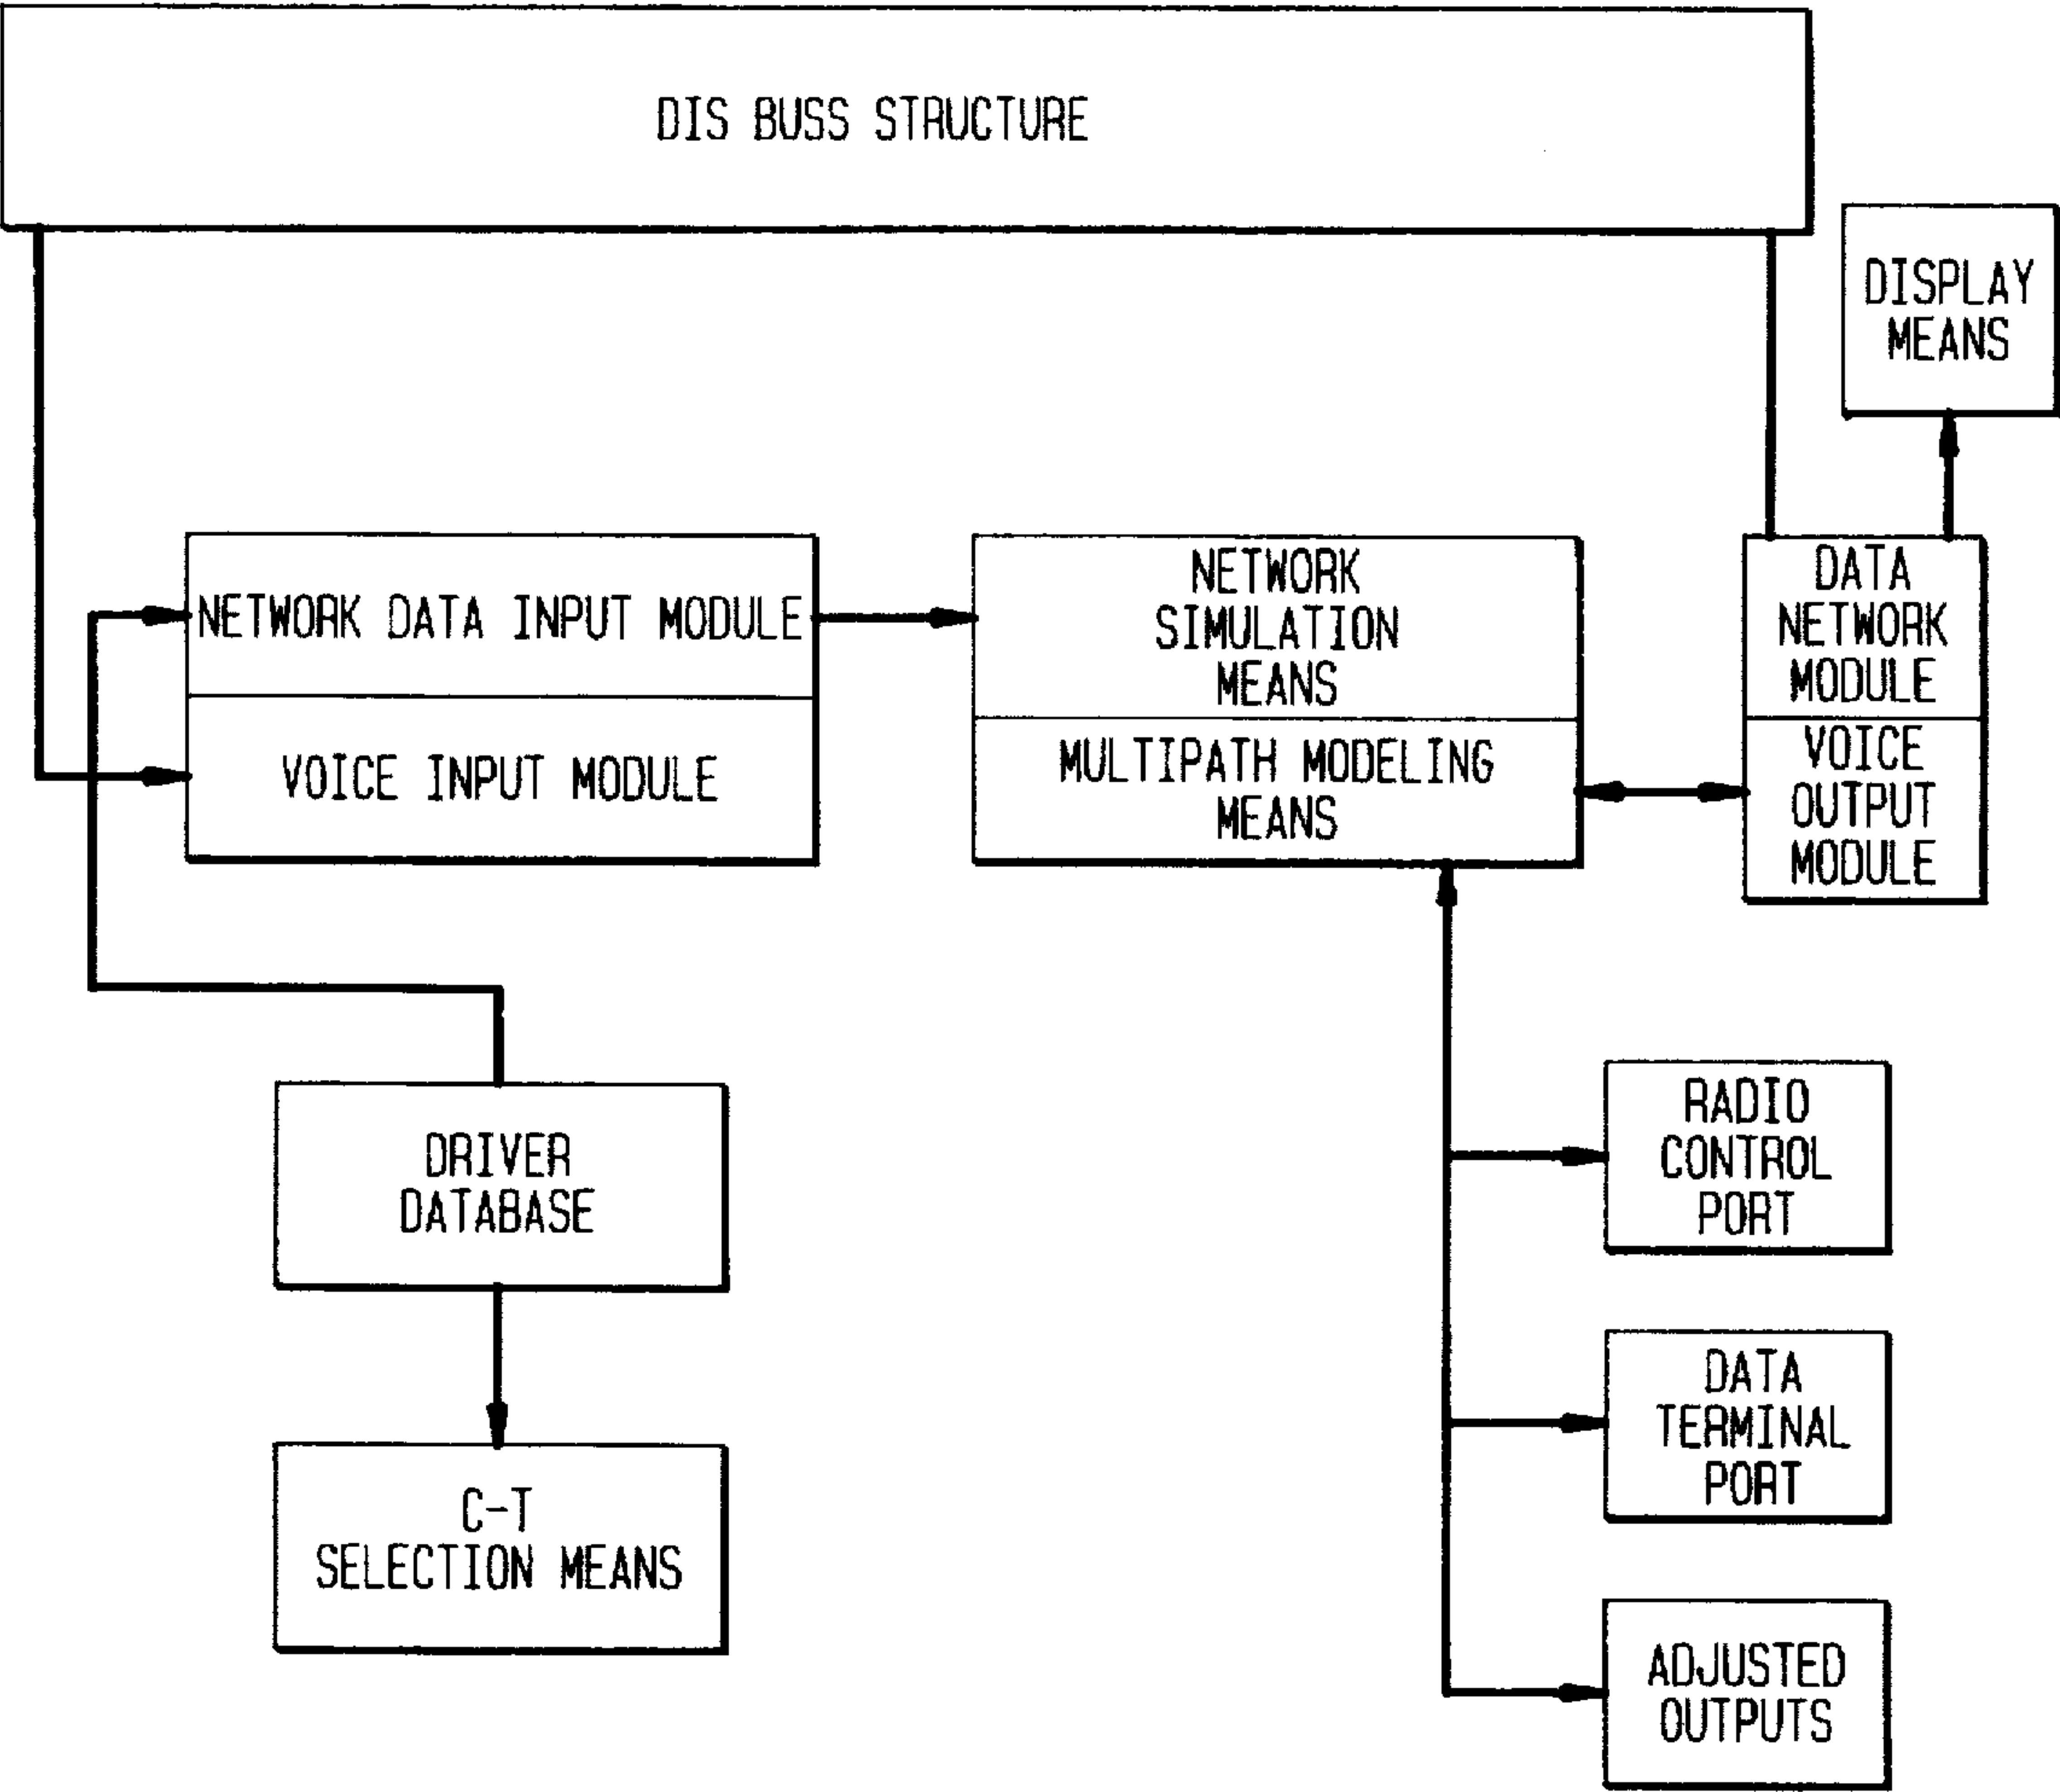 DIS BUSS STRUCTURE
DISPLAY
MEANS
NETWORK DATA INPUT MODULE
VOICE INPUT MODULE
NETWORK
SIMULATION
MEANS
MULTIPATH MODELING
MEANS
DATA
NETWORK
MODULE
VOICE
OUTPUT
MODULE
DRIVER
DATABASE
C-T
SELECTION MEANS
RADIO
CONTROL
PORT
DATA
TERMINAL
PORT
ADJUSTED
OUTPUTS